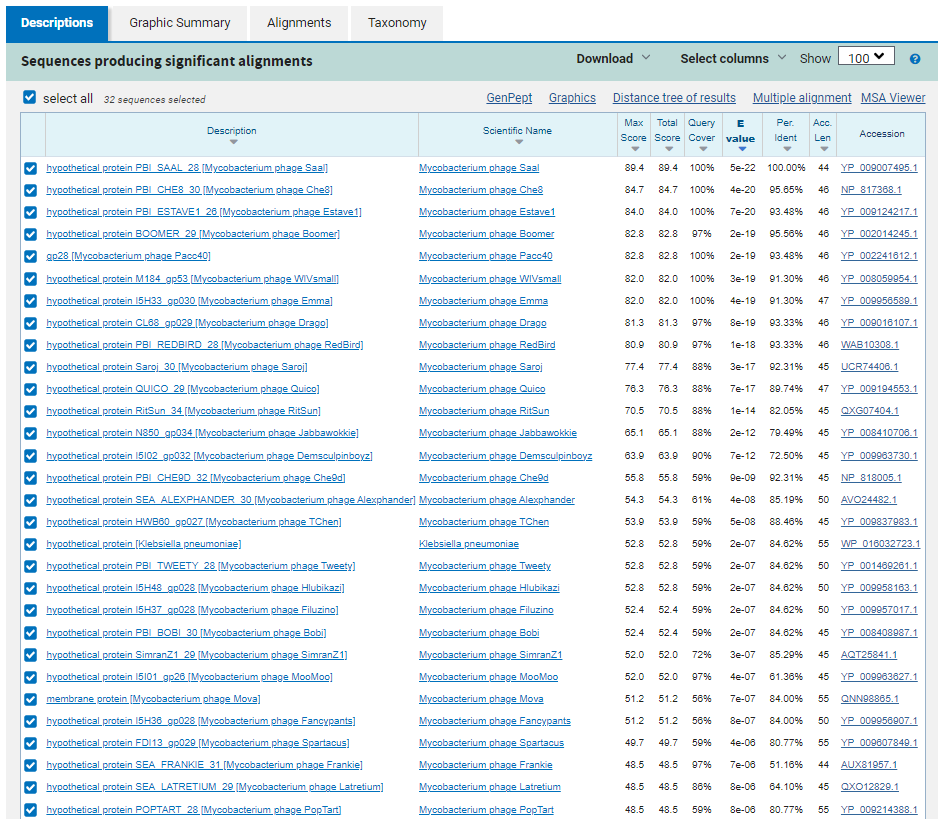 Descriptions Graphic Summary Alignments Taxonomy
Sequences producing significant alignments Download Select columns Show 100 ?
select all 32 sequences selected GenPept Graphics Distance tree of results Multiple alignment MSA Viewer
Description Scientific Name Max Score Total Score Query Cover E value Per. Ident Acc. Len Accession
hypothetical protein PBI_SAAL_28 [Mycobacterium phage Saal] Mycobacterium phage Saal 89.4 89.4 100% 5e-22 100.00% 44 YP_009007495.1
hypothetical protein PBI_CHE8_30 [Mycobacterium phage Che8] Mycobacterium phage Che8 84.7 84.7 100% 4e-20 95.65% 46 NP_817368.1
hypothetical protein PBI_ESTAVE1_26 [Mycobacterium phage Estave1] Mycobacterium phage Estave1 84.0 84.0 100% 7e-20 93.48% 46 YP_009124217.1
hypothetical protein BOOMER_29 [Mycobacterium phage Boomer] Mycobacterium phage Boomer 82.8 82.8 97% 2e-19 95.56% 46 YP_002014245.1
gp28 [Mycobacterium phage Pacc40] Mycobacterium phage Pacc40 82.8 82.8 100% 2e-19 93.48% 46 YP_002241612.1
hypothetical protein M184_gp53 [Mycobacterium phage WIVsmall] Mycobacterium phage WIVsmall 82.0 82.0 100% 3e-19 91.30% 46 YP_008059954.1
hypothetical protein I5H33_gp030 [Mycobacterium phage Emma] Mycobacterium phage Emma 82.0 82.0 100% 4e-19 91.30% 47 YP_009956589.1
hypothetical protein CL68_gp029 [Mycobacterium phage Drago] Mycobacterium phage Drago 81.3 81.3 97% 8e-19 93.33% 46 YP_009016107.1
hypothetical protein PBI_REDBIRD_28 [Mycobacterium phage RedBird] Mycobacterium phage RedBird 80.9 80.9 97% 1e-18 93.33% 46 WAB10308.1
hypothetical protein Saroj_30 [Mycobacterium phage Saroj] Mycobacterium phage Saroj 77.4 77.4 88% 3e-17 92.31% 45 UCR74406.1
hypothetical protein QUICO_29 [Mycobacterium phage Quico] Mycobacterium phage Quico 76.3 76.3 88% 7e-17 89.74% 47 YP_009194553.1
hypothetical protein RitSun_34 [Mycobacterium phage RitSun] Mycobacterium phage RitSun 70.5 70.5 88% 1e-14 82.05% 45 QXG07404.1
hypothetical protein N850_gp034 [Mycobacterium phage Jabbawokkie] Mycobacterium phage Jabbawokkie 65.1 65.1 88% 2e-12 79.49% 45 YP_008410706.1
hypothetical protein I5I02_gp032 [Mycobacterium phage Demsculpinboyz] Mycobacterium phage Demsculpinboyz 63.9 63.9 90% 7e-12 72.50% 45 YP_009963730.1
hypothetical protein PBI_CHE9D_32 [Mycobacterium phage Che9d] Mycobacterium phage Che9d 55.8 55.8 59% 9e-09 92.31% 45 NP_818005.1
hypothetical protein SEA_ALEXPHANDER_30 [Mycobacterium phage Alexphander] Mycobacterium phage Alexphander 54.3 54.3 61% 4e-08 85.19% 50 AVO24482.1
hypothetical protein HWB60_gp027 [Mycobacterium phage TChen] Mycobacterium phage TChen 53.9 53.9 59% 5e-08 88.46% 45 YP_009837983.1
hypothetical protein [Klebsiella pneumoniae] Klebsiella pneumoniae 52.8 52.8 59% 2e-07 84.62% 55 WP_016032723.1
hypothetical protein PBI_TWEETY_28 [Mycobacterium phage Tweety] Mycobacterium phage Tweety 52.8 52.8 59% 2e-07 84.62% 50 YP_001469261.1
hypothetical protein I5H48_gp028 [Mycobacterium phage Hlubikazi] Mycobacterium phage Hlubikazi 52.8 52.8 59% 2e-07 84.62% 50 YP_009958163.1
hypothetical protein I5H37_gp028 [Mycobacterium phage Filuzino] Mycobacterium phage Filuzino 52.4 52.4 59% 2e-07 84.62% 50 YP_009957017.1
hypothetical protein PBI_BOBI_30 [Mycobacterium phage Bobi] Mycobacterium phage Bobi 52.4 52.4 59% 2e-07 84.62% 45 YP_008408987.1
hypothetical protein SimranZ1_29 [Mycobacterium phage SimranZ1] Mycobacterium phage SimranZ1 52.0 52.0 72% 3e-07 85.29% 45 AQT25841.1
hypothetical protein I5I01_gp26 [Mycobacterium phage MooMoo] Mycobacterium phage MooMoo 52.0 52.0 97% 4e-07 61.36% 45 YP_009963627.1
membrane protein [Mycobacterium phage Mova] Mycobacterium phage Mova 51.2 51.2 56% 7e-07 84.00% 55 QNN98865.1
hypothetical protein I5H36_gp028 [Mycobacterium phage Fancypants] Mycobacterium phage Fancypants 51.2 51.2 56% 8e-07 84.00% 50 YP_009956907.1
hypothetical protein FDI13_gp029 [Mycobacterium phage Spartacus] Mycobacterium phage Spartacus 49.7 49.7 59% 4e-06 80.77% 55 YP_009607849.1
hypothetical protein SEA_FRANKIE_31 [Mycobacterium phage Frankie] Mycobacterium phage Frankie 48.5 48.5 97% 7e-06 51.16% 44 AUX81957.1
hypothetical protein SEA_LATRETIUM_29 [Mycobacterium phage Latretium] Mycobacterium phage Latretium 48.5 48.5 86% 8e-06 64.10% 45 QXO12829.1
hypothetical protein POPTART_28 [Mycobacterium phage PopTart] Mycobacterium phage PopTart 48.5 48.5 59% 8e-06 80.77% 55 YP_009214388.1